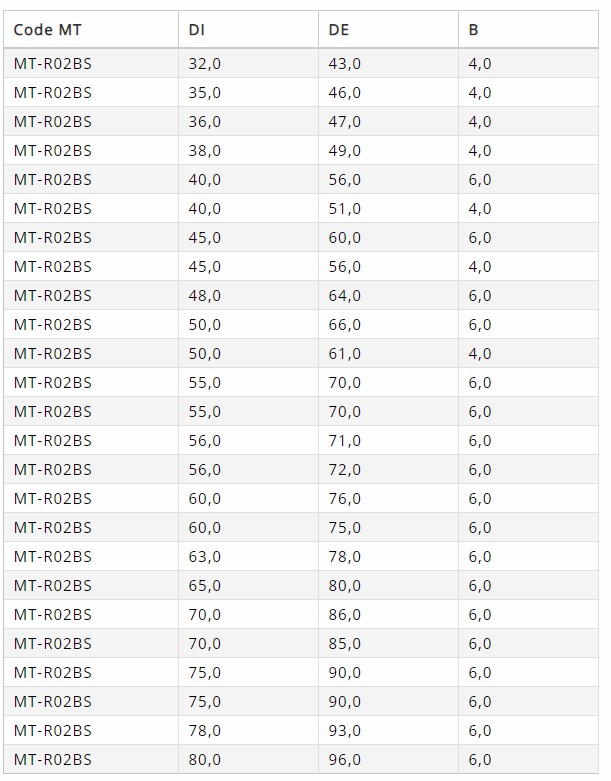 Code MT DI DE B
MT-R02BS 32,0 43,0 4,0
MT-R02BS 35,0 46,0 4,0
MT-R02BS 36,0 47,0 4,0
MT-R02BS 38,0 49,0 4,0
MT-R02BS 40,0 56,0 6,0
MT-R02BS 40,0 51,0 4,0
MT-R02BS 45,0 60,0 6,0
MT-R02BS 45,0 56,0 4,0
MT-R02BS 48,0 64,0 6,0
MT-R02BS 50,0 66,0 6,0
MT-R02BS 50,0 61,0 4,0
MT-R02BS 55,0 70,0 6,0
MT-R02BS 55,0 70,0 6,0
MT-R02BS 56,0 71,0 6,0
MT-R02BS 56,0 72,0 6,0
MT-R02BS 60,0 76,0 6,0
MT-R02BS 60,0 75,0 6,0
MT-R02BS 63,0 78,0 6,0
MT-R02BS 65,0 80,0 6,0
MT-R02BS 70,0 86,0 6,0
MT-R02BS 70,0 85,0 6,0
MT-R02BS 75,0 90,0 6,0
MT-R02BS 75,0 90,0 6,0
MT-R02BS 78,0 93,0 6,0
MT-R02BS 80,0 96,0 6,0